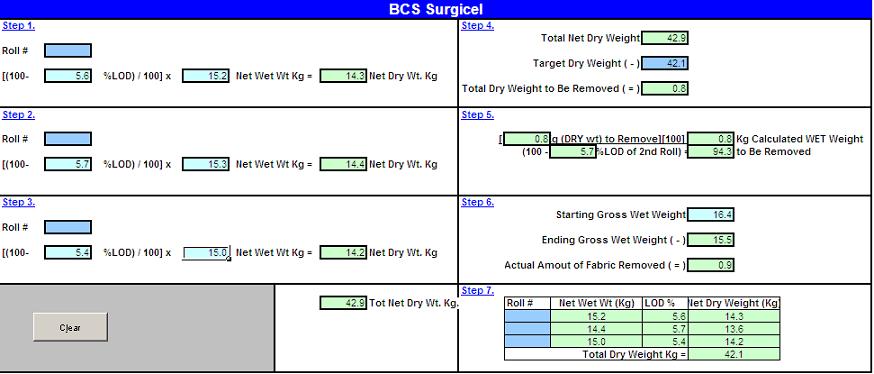 BCS Surgicel
Step 1.
Roll #
[(100- 5.6 %LOD) / 100] x 15.2 Net Wet Wt Kg = 14.3 Net Dry Wt. Kg
Step 2.
Roll #
[(100- 5.7 %LOD) / 100] x 15.3 Net Wet Wt Kg = 14.4 Net Dry Wt. Kg
Step 3.
Roll #
[(100- 5.4 %LOD) / 100] x 15.0 Net Wet Wt Kg = 14.2 Net Dry Wt. Kg
Clear
42.9 Tot Net Dry Wt. Kg.
Step 4.
Total Net Dry Weight 42.9
Target Dry Weight ( - ) 42.1
Total Dry Weight to Be Removed ( = ) 0.8
Step 5.
[ 0.8 g (DRY wt) to Remove][100] 0.8 Kg Calculated WET Weight
(100 - 5.7 %LOD of 2nd Roll) = 94.3 to Be Removed
Step 6.
Starting Gross Wet Weight 16.4
Ending Gross Wet Weight ( - ) 15.5
Actual Amout of Fabric Removed ( = ) 0.9
Step 7.
Roll # Net Wet Wt (Kg) LOD % Net Dry Weight (Kg)
15.2 5.6 14.3
14.4 5.7 13.6
15.0 5.4 14.2
Total Dry Weight Kg = 42.1